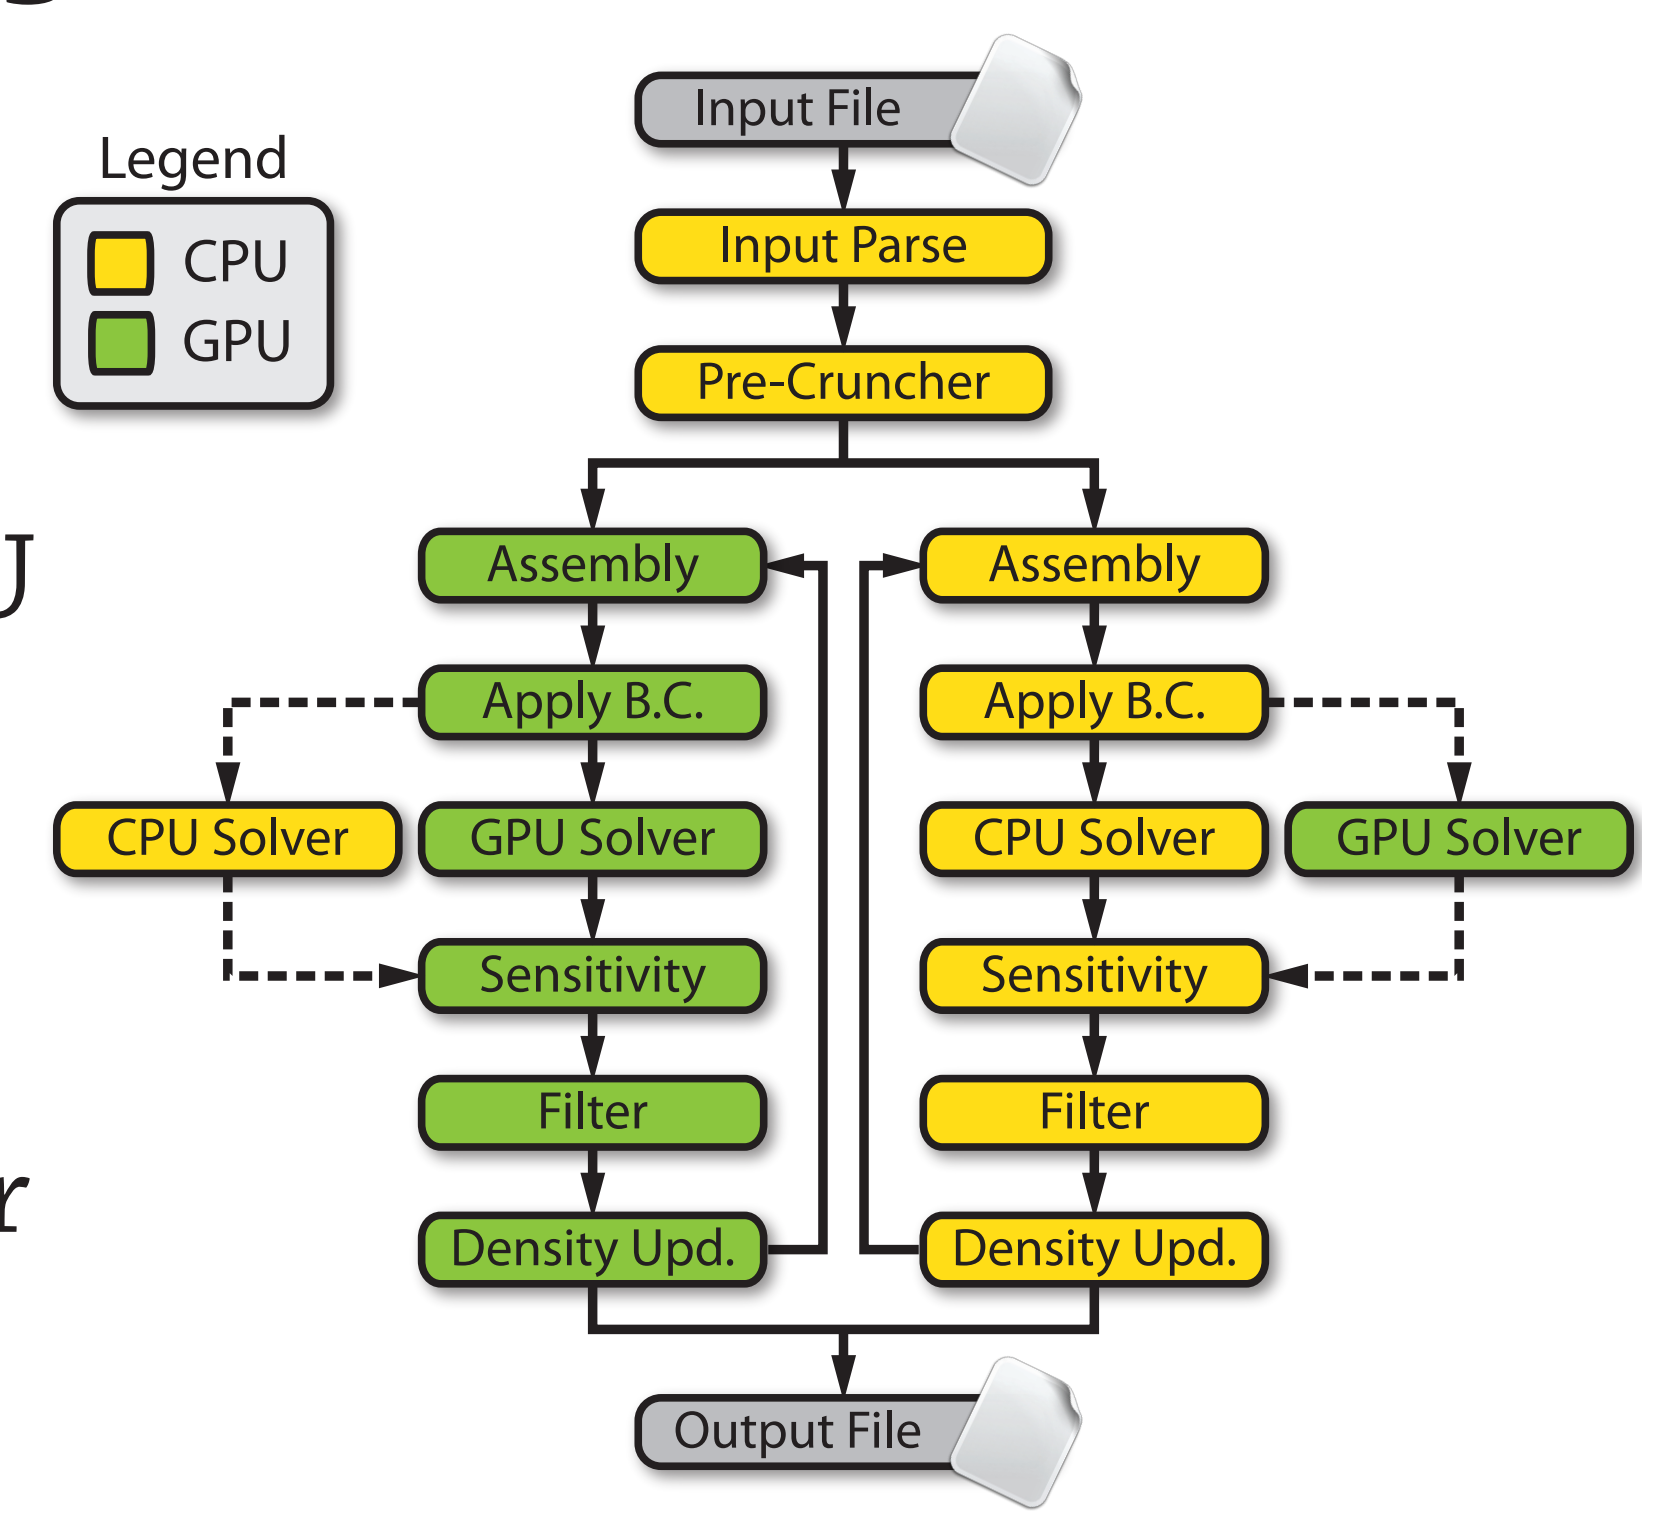 Input File
Legend
CPU
GPU
Input Parse
Pre-Cruncher
U
Assembly
Assembly
Apply B.C.
Apply B.C.
CPU Solver
GPU Solver
CPU Solver
GPU Solver
Sensitivity
Sensitivity
Filter
Filter
r
Density Upd.
Density Upd.
Output File